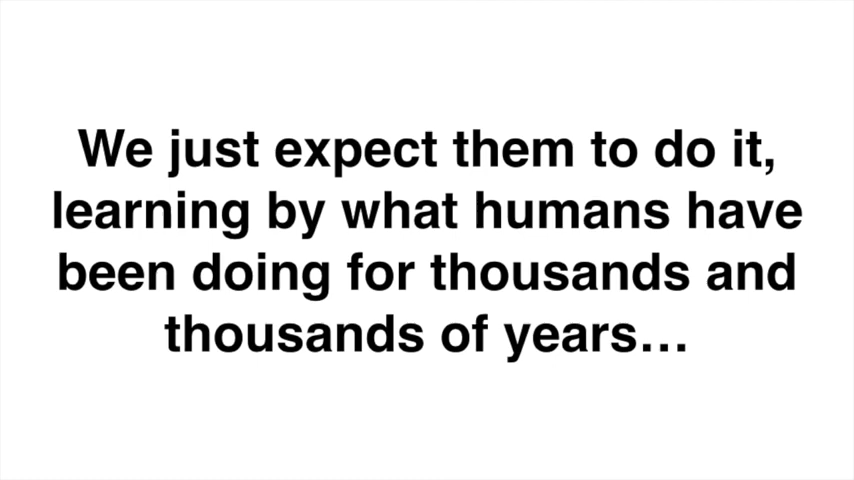 We just expect them to do it,
learning by what humans have
been doing for thousands and
thousands of years…